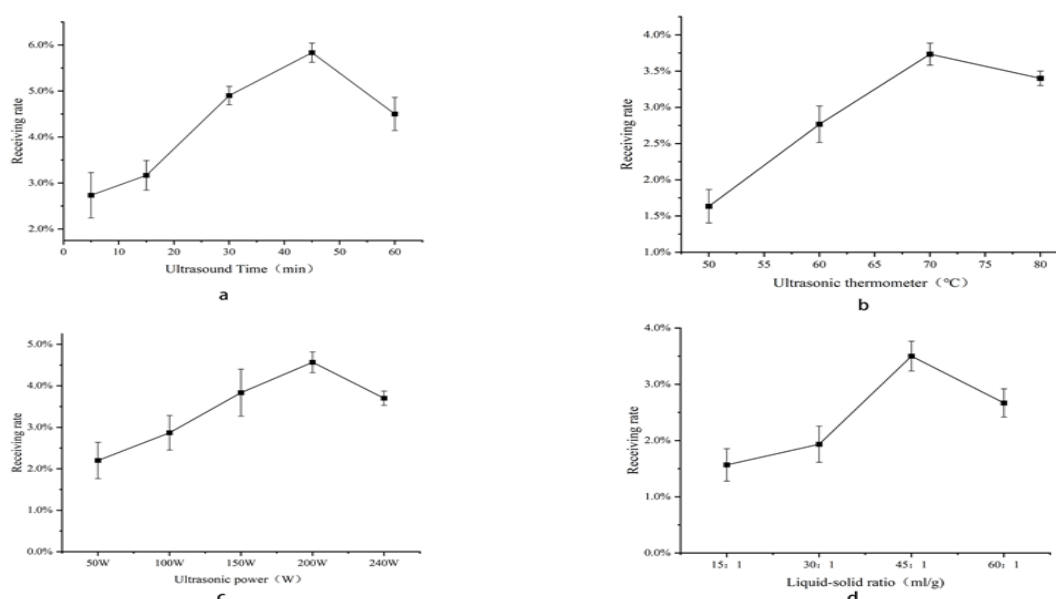 6.0%
5.0%
4.0%
3.0%
2.0%
Receiving rate
0 10 20 30 40 50 60
Ultrasound Time（min）
a
4.0%
3.5%
3.0%
2.5%
2.0%
1.5%
1.0%
Receiving rate
50 55 60 65 70 75 80
Ultrasonic thermometer（°C）
b
5.0%
4.0%
3.0%
2.0%
1.0%
0.0%
Receiving rate
50W 100W 150W 200W 240W
Ultrasonic power（W）
c
4.0%
3.0%
2.0%
1.0%
0.0%
Receiving rate
15：1 30：1 45：1 60：1
Liquid-solid ratio（ml/g）
d